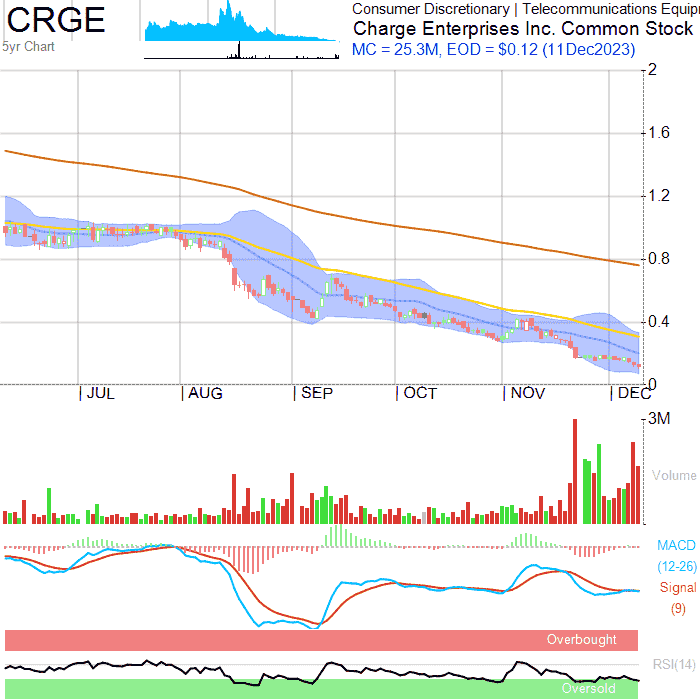 CRGE
5yr Chart
Consumer Discretionary | Telecommunications Equip
Charge Enterprises Inc. Common Stock
MC = 25.3M, EOD = $0.12 (11Dec2023)
2
1.6
1.2
0.8
0.4
0
JUL AUG SEP OCT NOV DEC
3M
Volume
MACD
(12-26)
Signal
(9)
Overbought
RSI(14)
Oversold